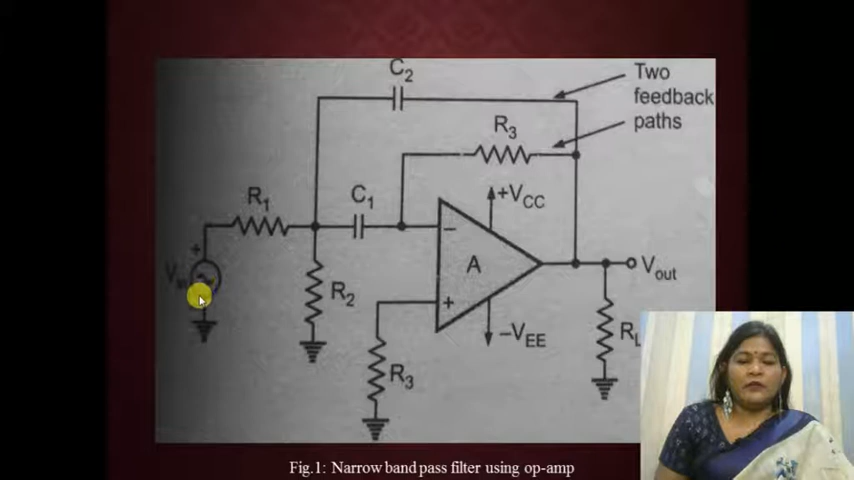 C2
Two
feedback
paths
R3
R1
C1
+VCC
+
−
A
Vout
R2
+
R3
−VEE
RL
Fig.1: Narrow band pass filter using op-amp